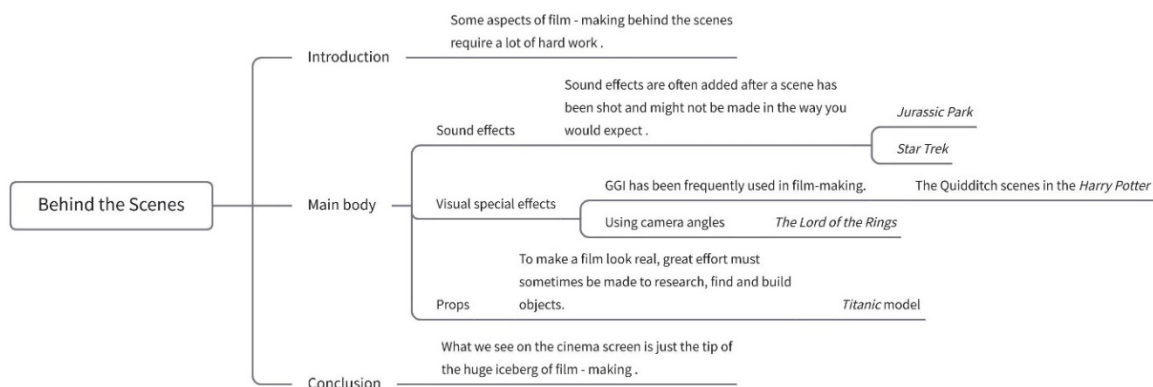 Behind the Scenes
Introduction
Some aspects of film - making behind the scenes
require a lot of hard work .
Main body
Sound effects
Sound effects are often added after a scene has
been shot and might not be made in the way you
would expect .
Jurassic Park
Star Trek
Visual special effects
GGI has been frequently used in film-making.
The Quidditch scenes in the Harry Potter
Using camera angles
The Lord of the Rings
Props
To make a film look real, great effort must
sometimes be made to research, find and build
objects.
Titanic model
Conclusion
What we see on the cinema screen is just the tip of
the huge iceberg of film - making .